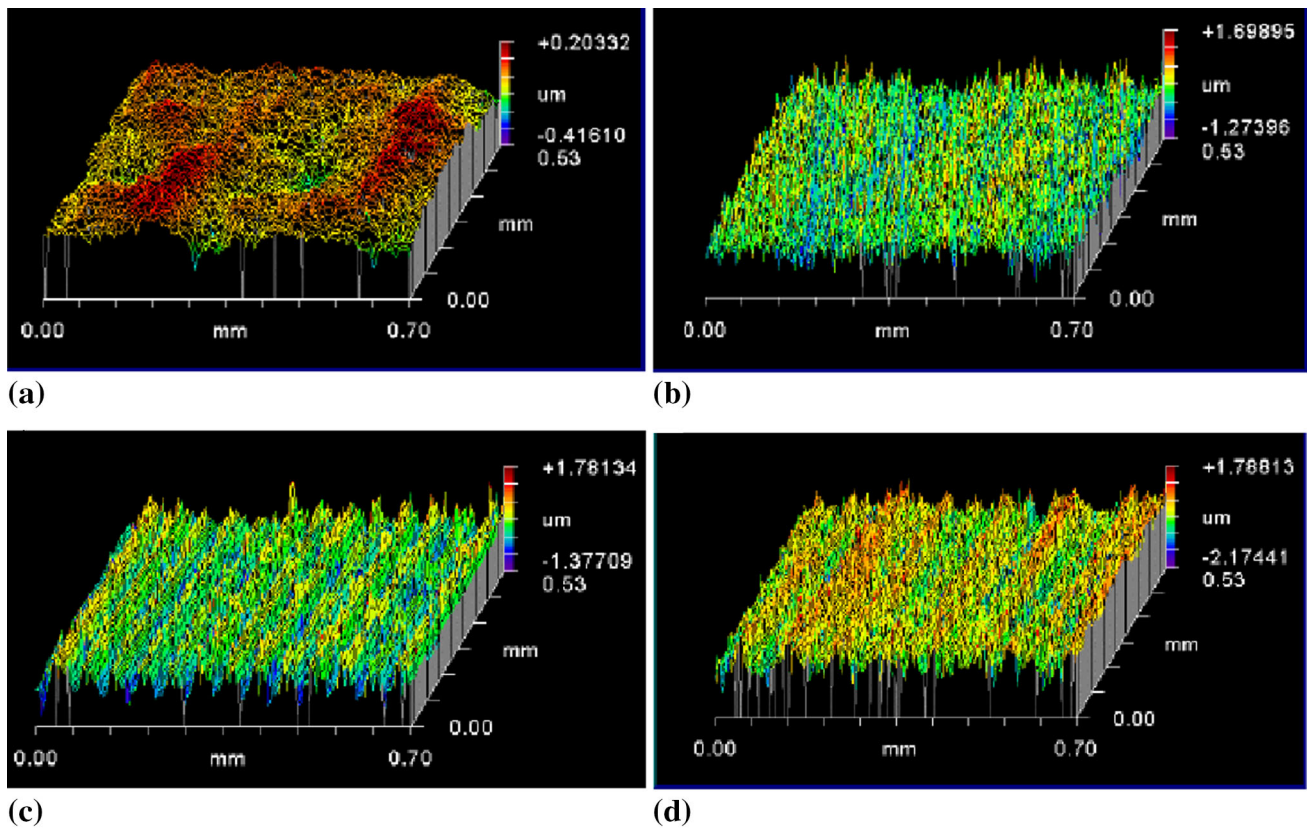 +0.20332
um
-0.41610
0.53
mm
0.00
0.00 mm 0.70
(a)
+1.69895
um
-1.27396
0.53
mm
0.00
0.00 mm 0.70
(b)
+1.78134
um
-1.37709
0.53
mm
0.00
0.00 mm 0.70
(c)
+1.78813
um
-2.17441
0.53
mm
0.00
0.00 mm 0.70
(d)